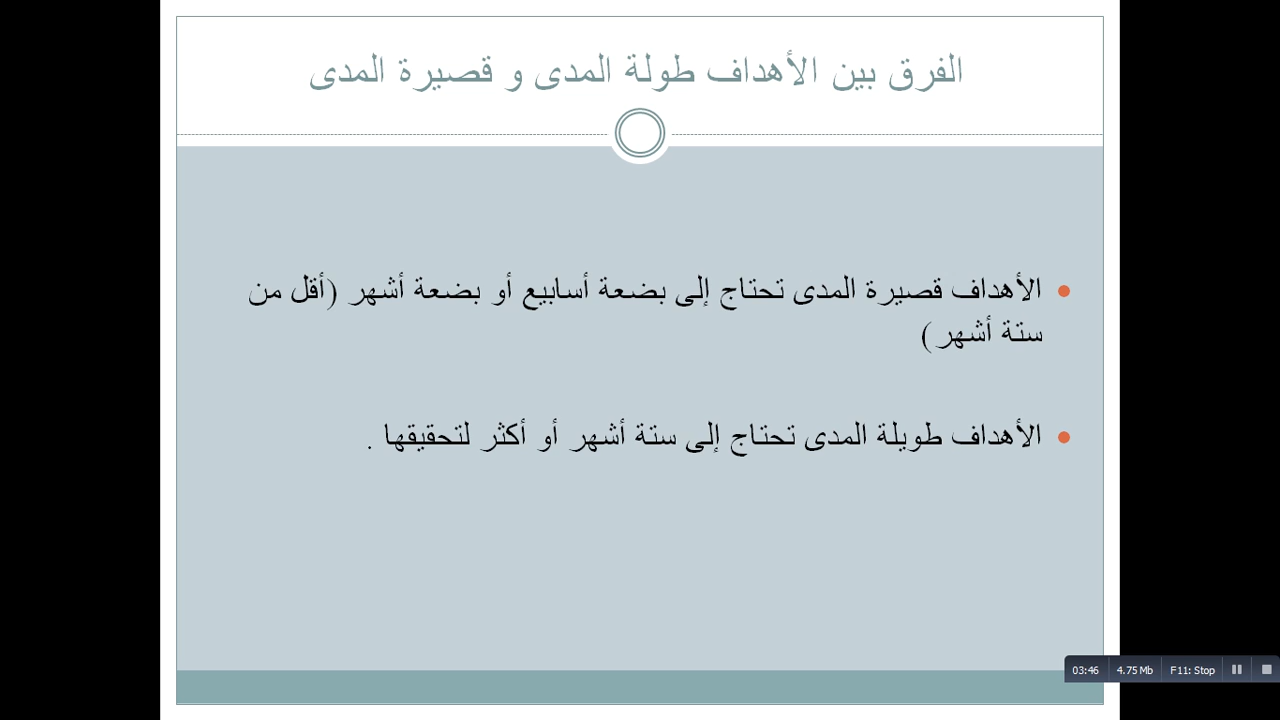 الفرق بين الأهداف طولة المدى و قصيرة المدى
الأهداف قصيرة المدى تحتاج إلى بضعة أسابيع أو بضعة أشهر (أقل من
ستة أشهر)
الأهداف طويلة المدى تحتاج إلى ستة أشهر أو أكثر لتحقيقها .
03:46 4.75 Mb F11: Stop